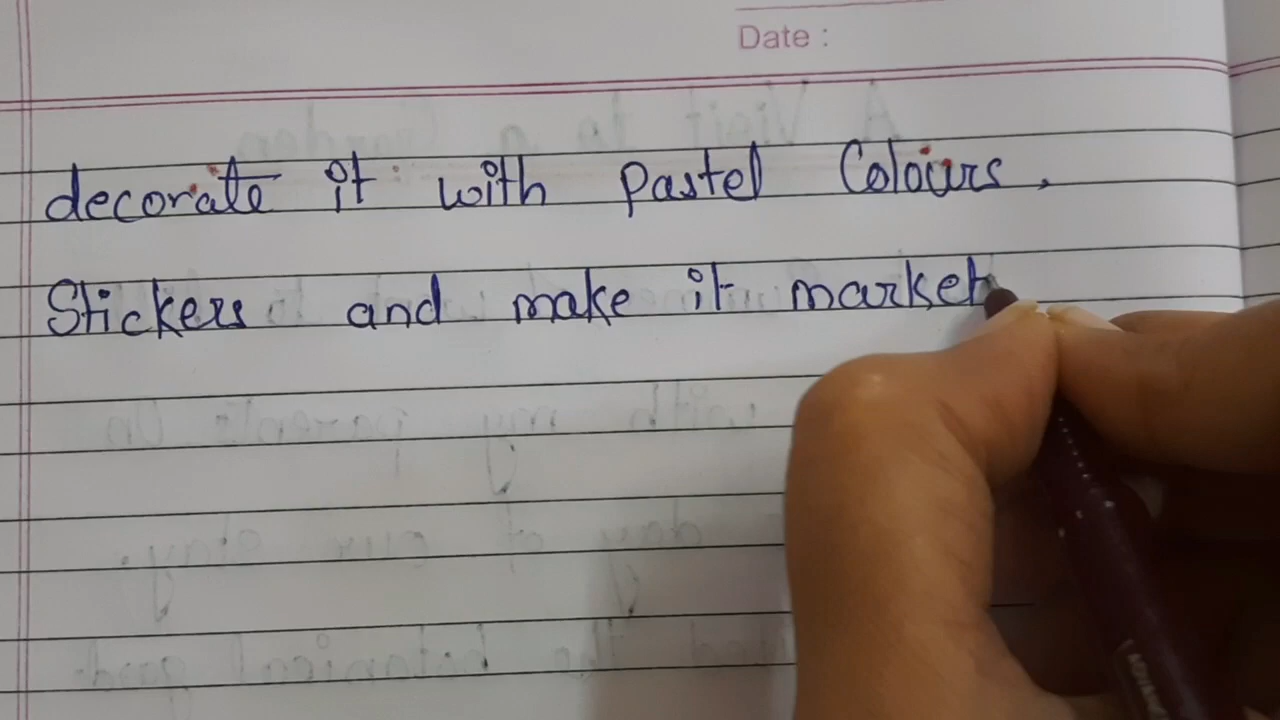 Date :
decorate it with Pastel Colours,
Stickers and make it market